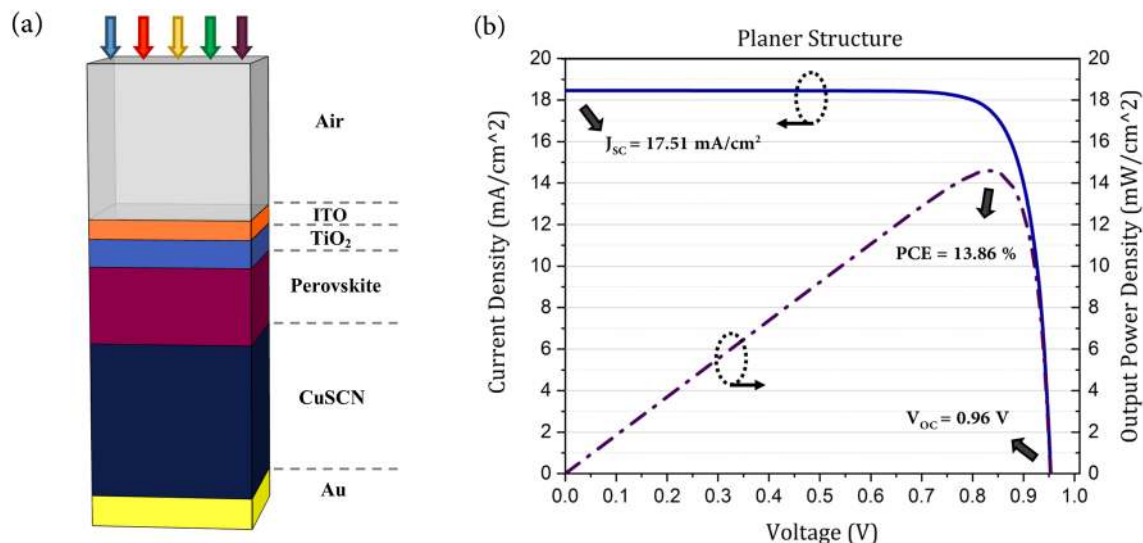 (a)
Air
ITO
TiO₂
Perovskite
CuSCN
Au
(b)
Planer Structure
Current Density (mA/cm^2)
20
18
16
14
12
10
8
6
4
2
0
J_SC = 17.51 mA/cm²
PCE = 13.86 %
V_OC = 0.96 V
20
18
16
14
12
10
8
6
4
2
0
Output Power Density (mW/cm^2)
0.0 0.1 0.2 0.3 0.4 0.5 0.6 0.7 0.8 0.9 1.0
Voltage (V)